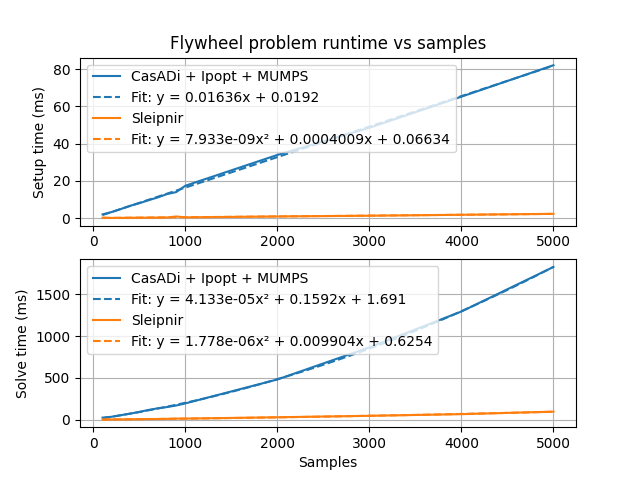 Flywheel problem runtime vs samples
Setup time (ms)
80
60
40
20
0
CasADi + Ipopt + MUMPS
Fit: y = 0.01636x + 0.0192
Sleipnir
Fit: y = 7.933e-09x² + 0.0004009x + 0.06634
0 1000 2000 3000 4000 5000
Solve time (ms)
1500
1000
500
0
CasADi + Ipopt + MUMPS
Fit: y = 4.133e-05x² + 0.1592x + 1.691
Sleipnir
Fit: y = 1.778e-06x² + 0.009904x + 0.6254
0 1000 2000 3000 4000 5000
Samples